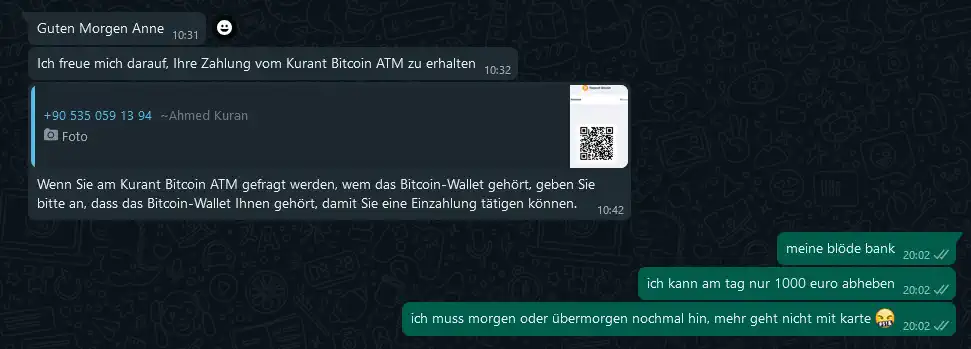 Guten Morgen Anne
10:31
Ich freue mich darauf, Ihre Zahlung vom Kurant Bitcoin ATM zu erhalten
10:32
+90 535 059 13 94 ~Ahmed Kuran
Foto
Wenn Sie am Kurant Bitcoin ATM gefragt werden, wem das Bitcoin-Wallet gehört, geben Sie
bitte an, dass das Bitcoin-Wallet Ihnen gehört, damit Sie eine Einzahlung tätigen können.
10:42
meine blöde bank
20:02
ich kann am tag nur 1000 euro abheben
20:02
ich muss morgen oder übermorgen nochmal hin, mehr geht nicht mit karte 🤬
20:02